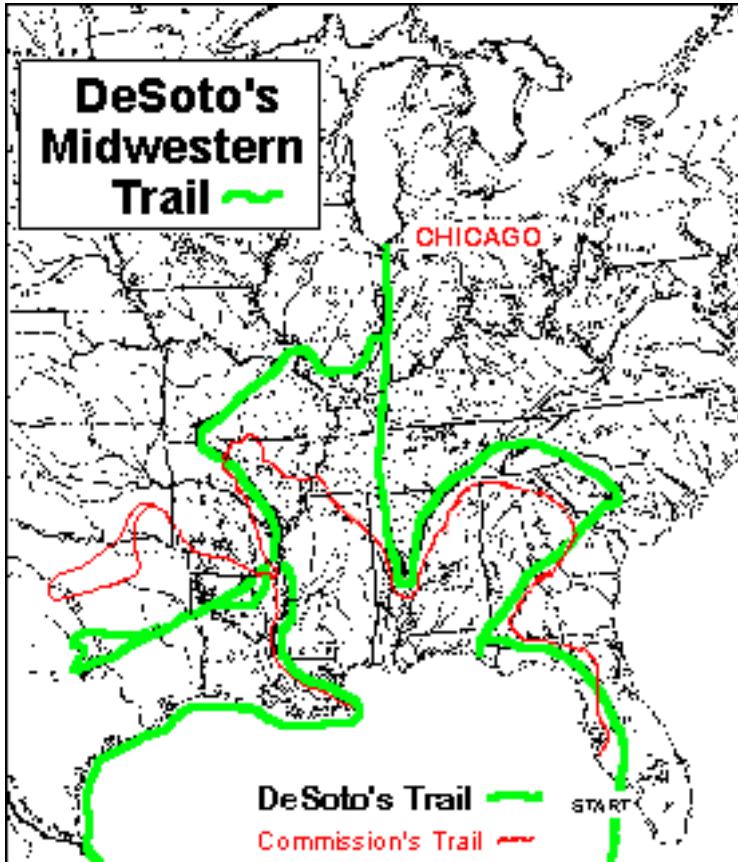 DeSoto's
Midwestern
Trail
CHICAGO
DeSoto's Trail
START
Commission's Trail